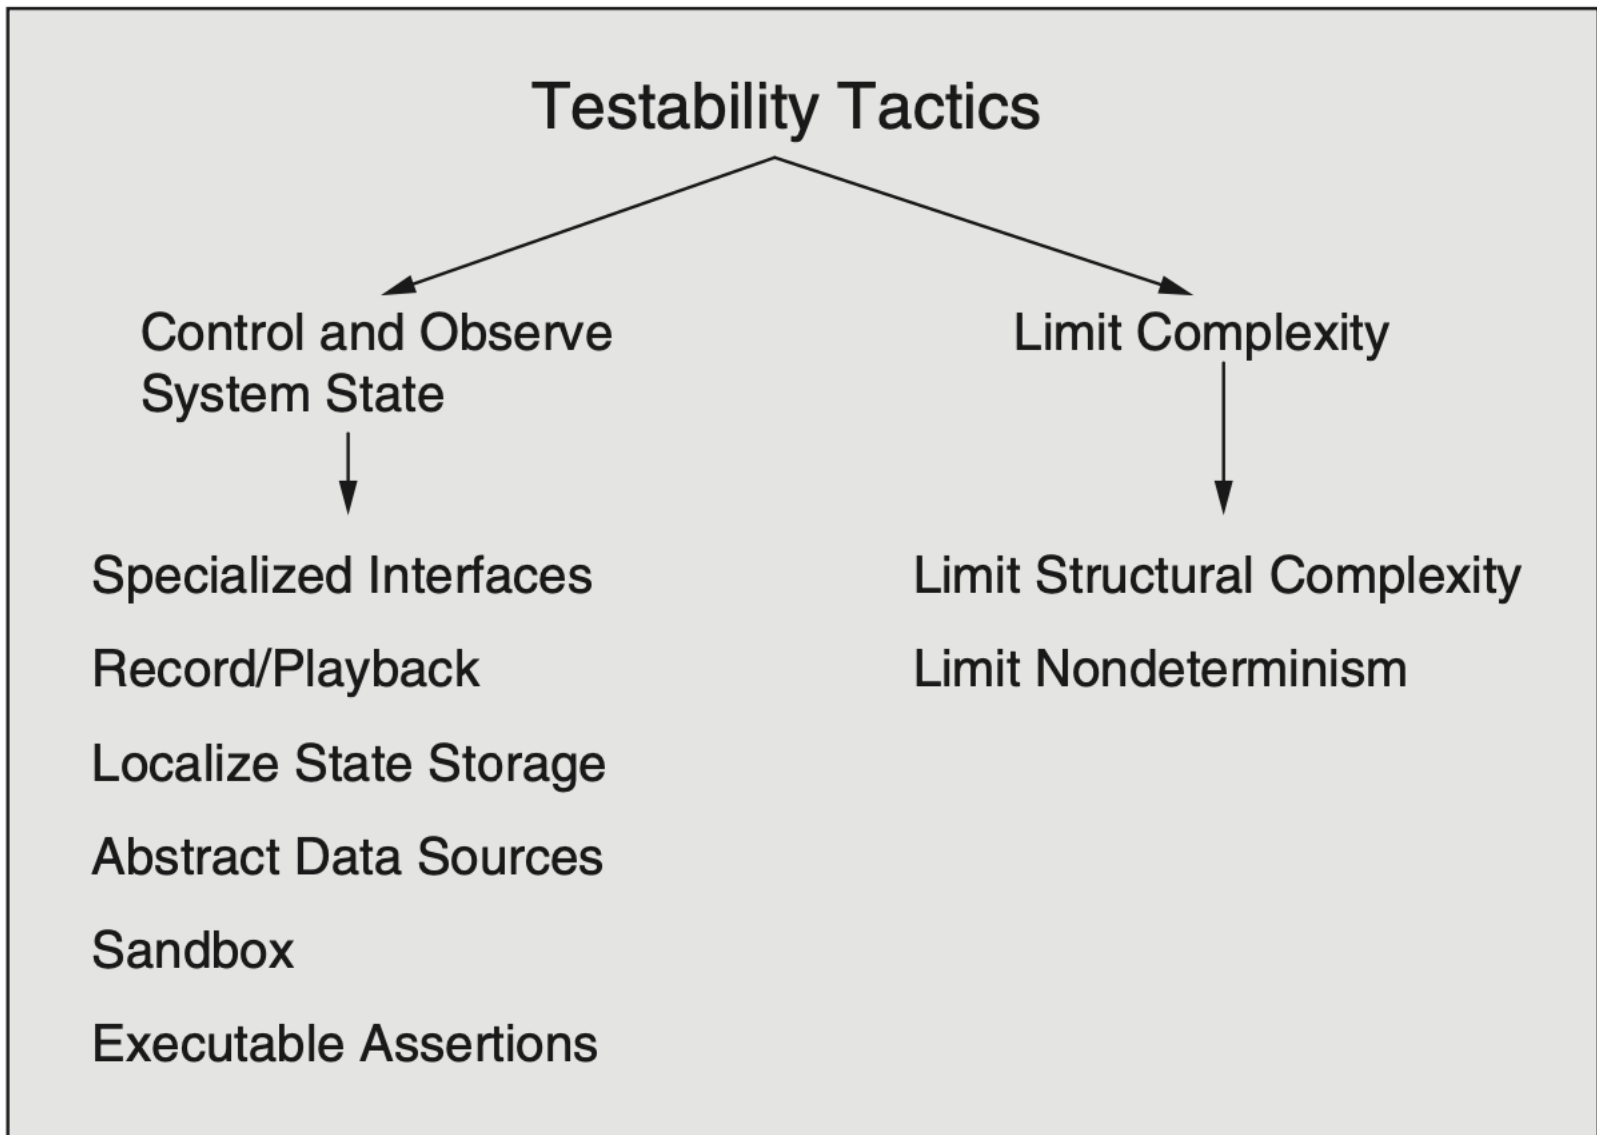 Testability Tactics
Control and Observe
System State
Limit Complexity
Specialized Interfaces
Record/Playback
Localize State Storage
Abstract Data Sources
Sandbox
Executable Assertions
Limit Structural Complexity
Limit Nondeterminism